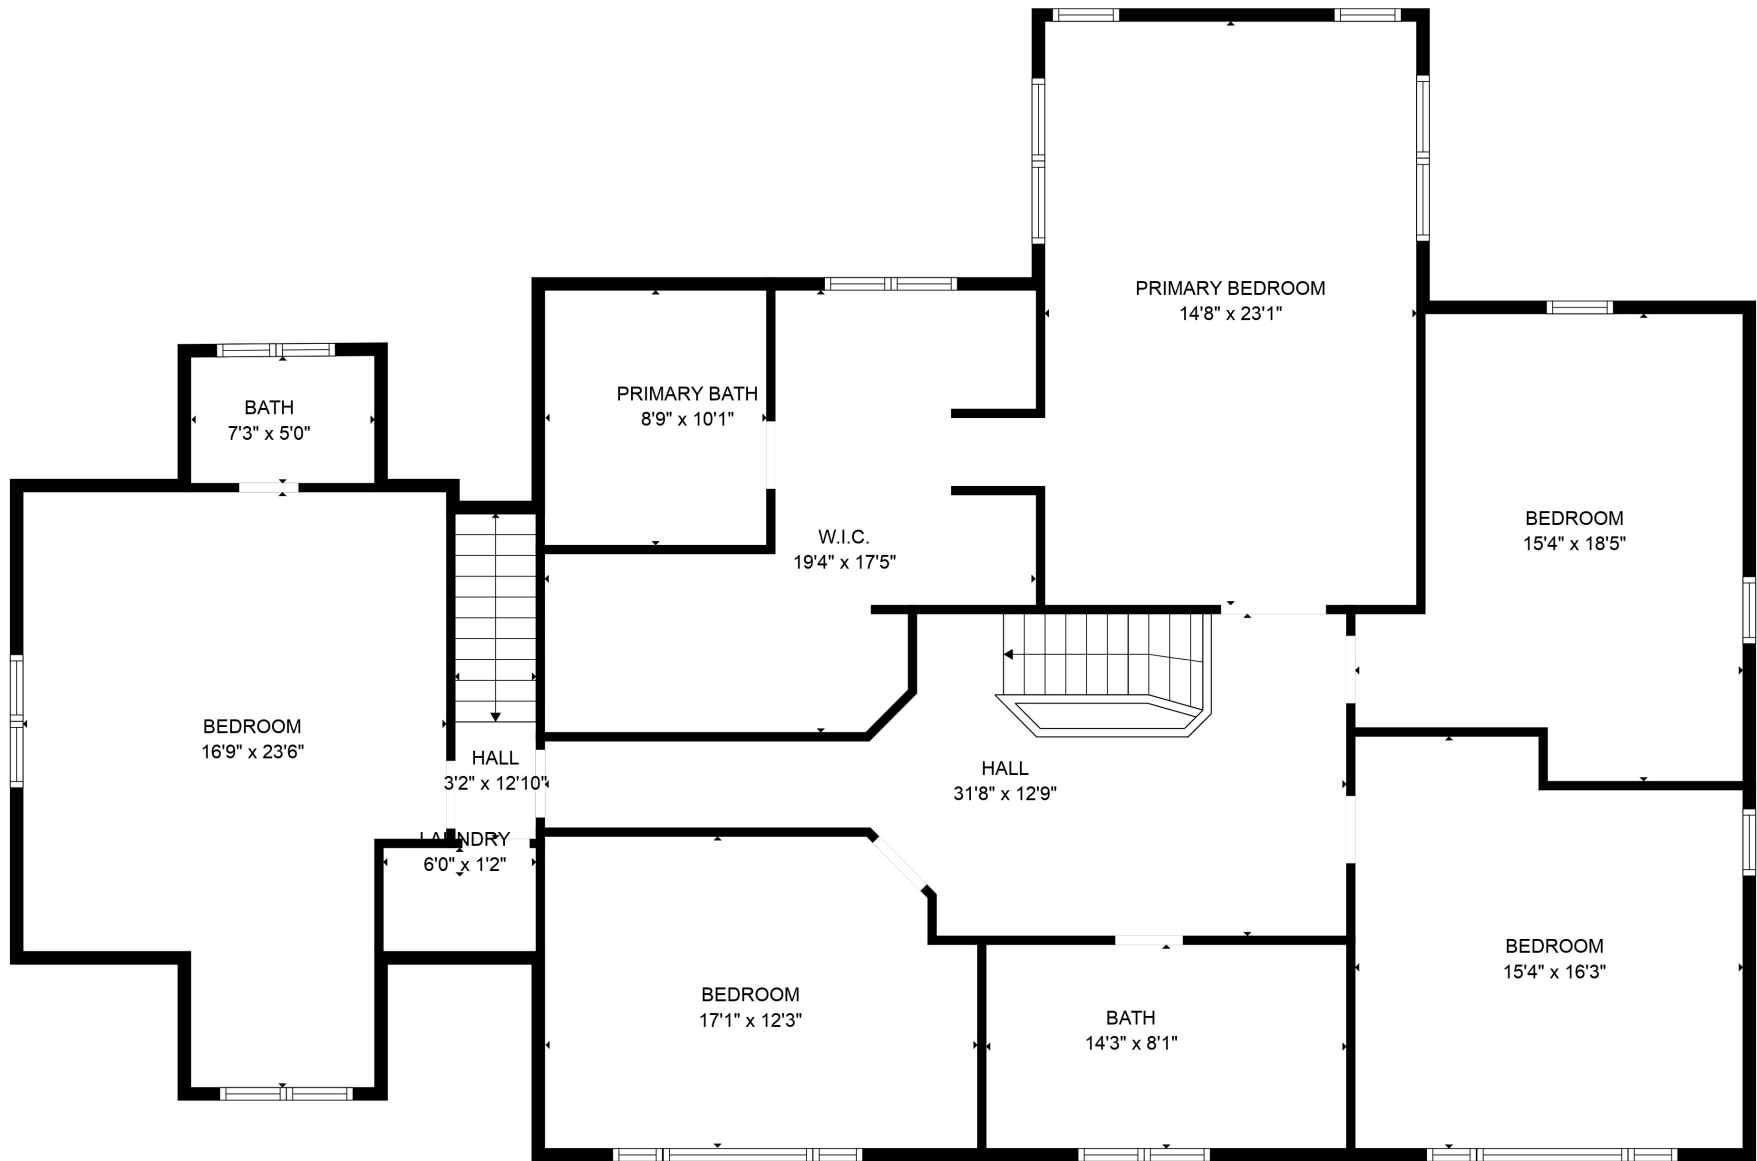 PRIMARY BEDROOM
14'8" x 23'1"
PRIMARY BATH
8'9" x 10'1"
BATH
7'3" x 5'0"
W.I.C.
19'4" x 17'5"
BEDROOM
15'4" x 18'5"
BEDROOM
16'9" x 23'6"
HALL
3'2" x 12'10"
HALL
31'8" x 12'9"
LAUNDRY
6'0" x 1'2"
BEDROOM
17'1" x 12'3"
BATH
14'3" x 8'1"
BEDROOM
15'4" x 16'3"